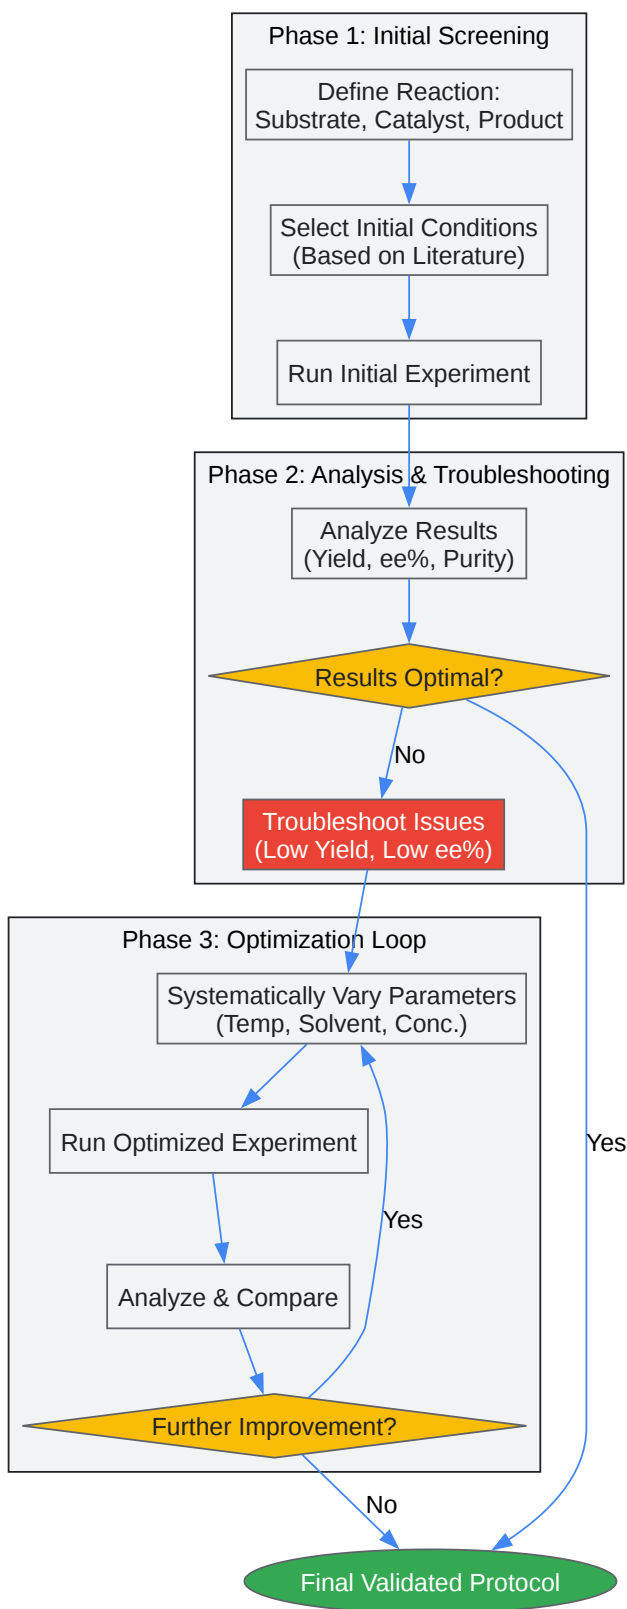 Phase 1: Initial Screening
Define Reaction:
Substrate, Catalyst, Product
Select Initial Conditions
(Based on Literature)
Run Initial Experiment
Phase 2: Analysis & Troubleshooting
Analyze Results
(Yield, ee%, Purity)
Results Optimal?
No
Troubleshoot Issues
(Low Yield, Low ee%)
Phase 3: Optimization Loop
Systematically Vary Parameters
(Temp, Solvent, Conc.)
Run Optimized Experiment
Yes
Yes
Analyze & Compare
Further Improvement?
No
Final Validated Protocol